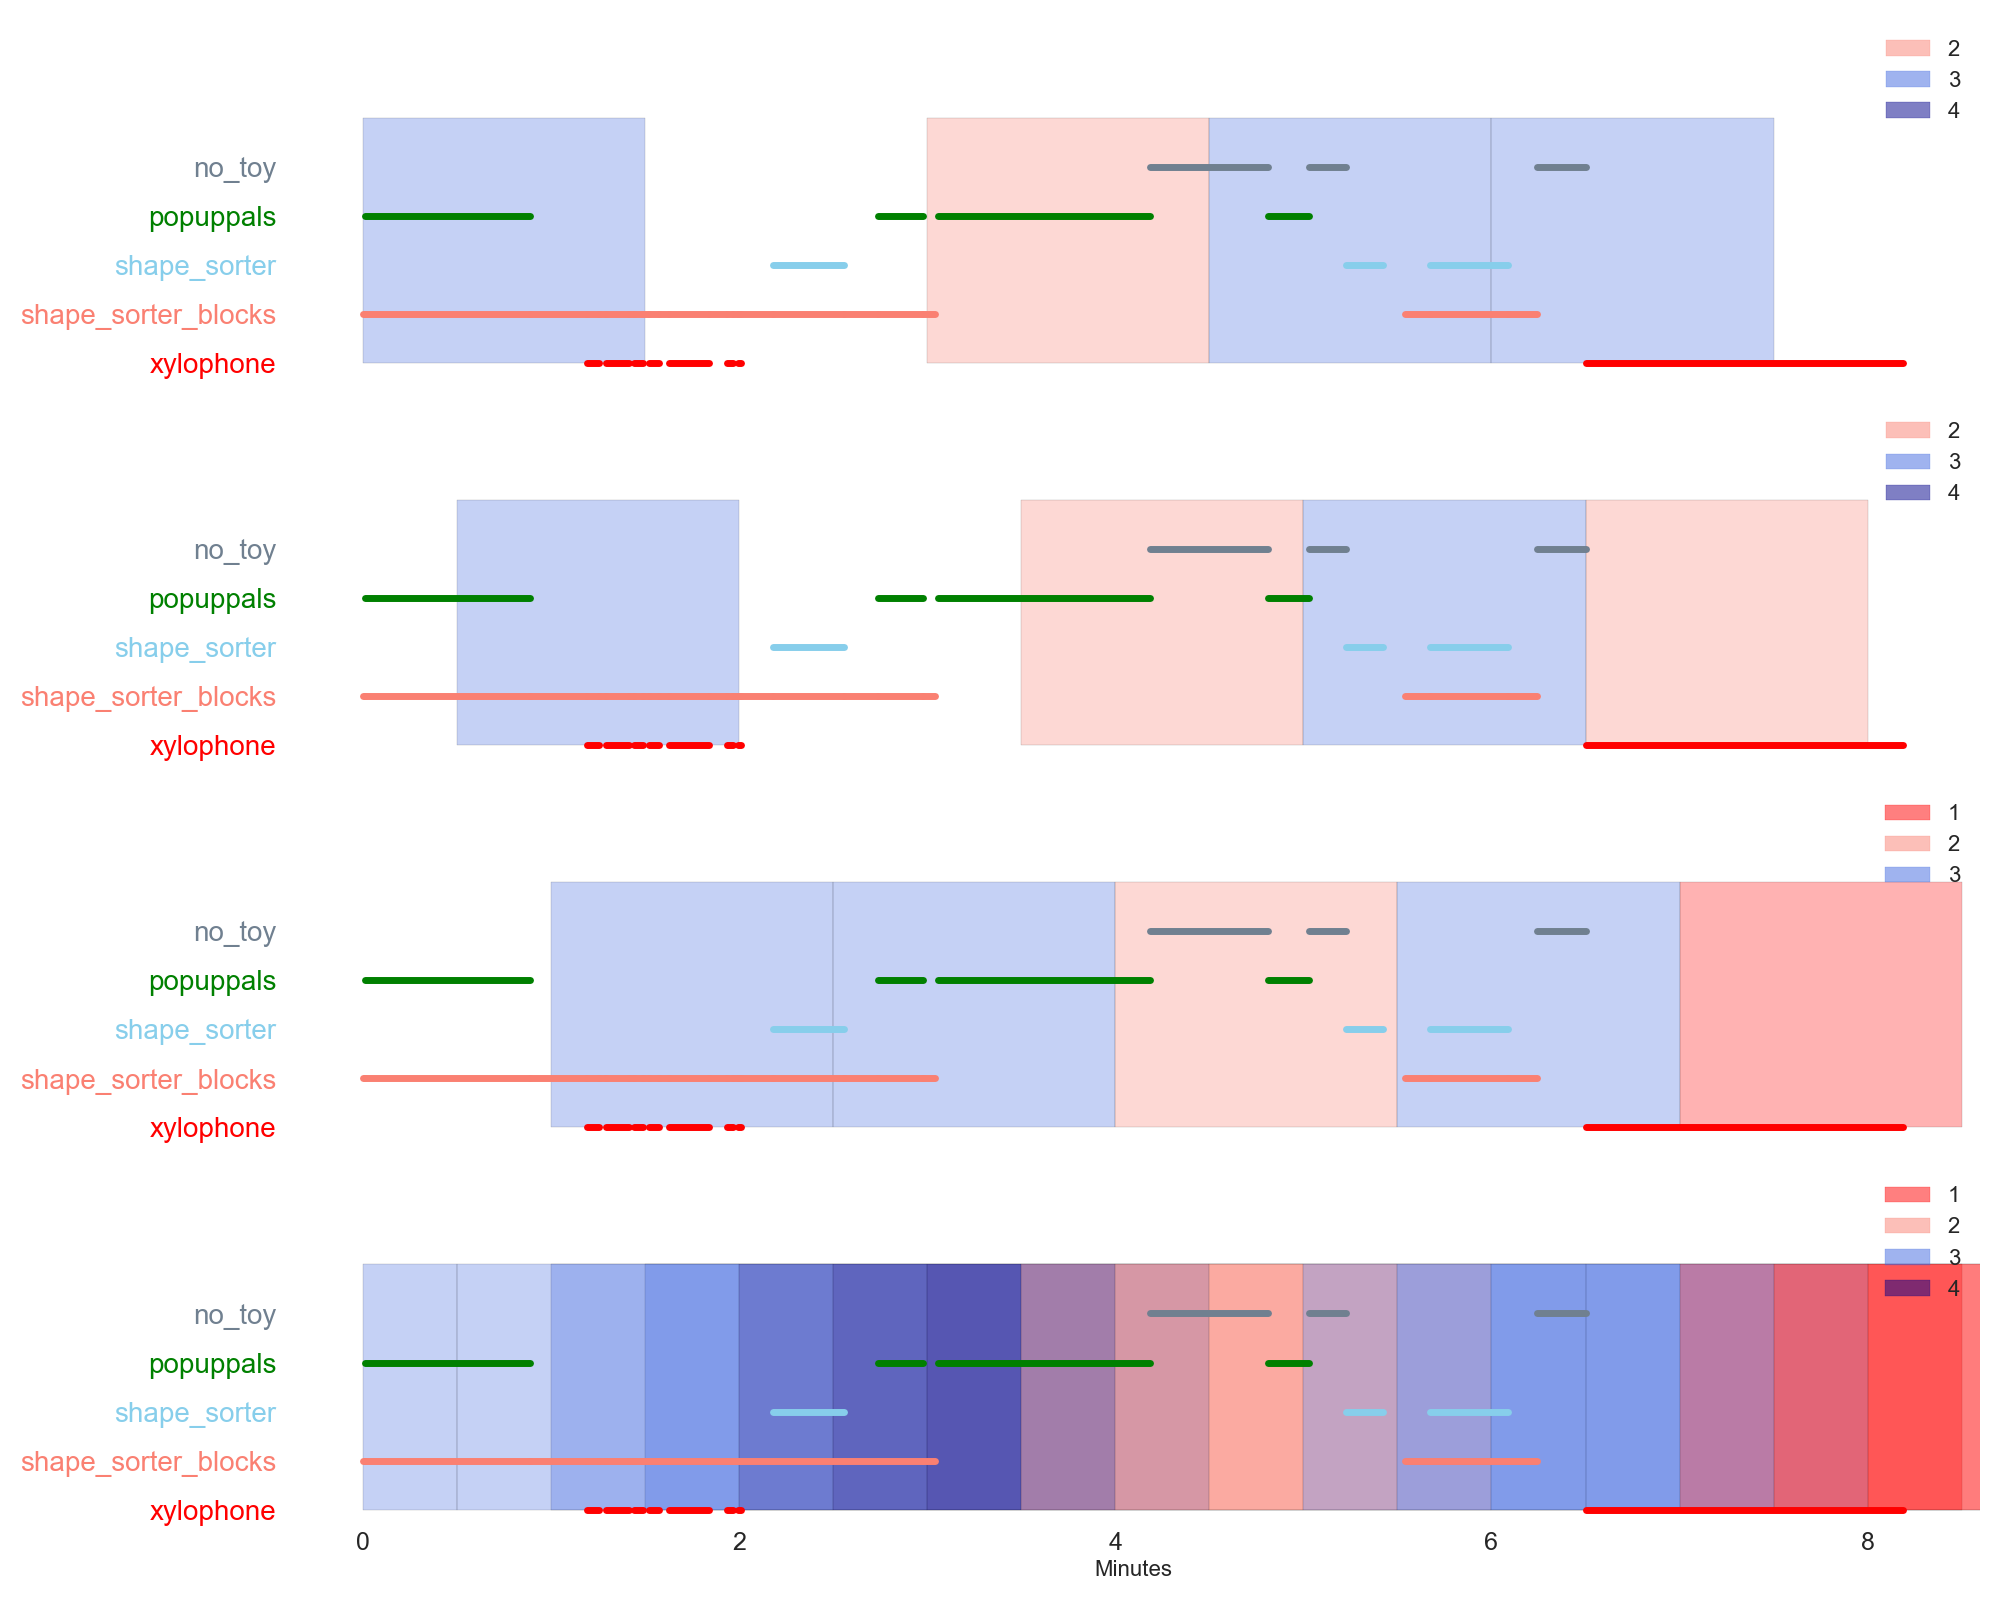 2
3
4
no_toy
popuppals
shape_sorter
shape_sorter_blocks
xylophone
2
3
4
no_toy
popuppals
shape_sorter
shape_sorter_blocks
xylophone
1
2
3
no_toy
popuppals
shape_sorter
shape_sorter_blocks
xylophone
1
2
3
4
no_toy
popuppals
shape_sorter
shape_sorter_blocks
xylophone
0 2 4 6 8
Minutes